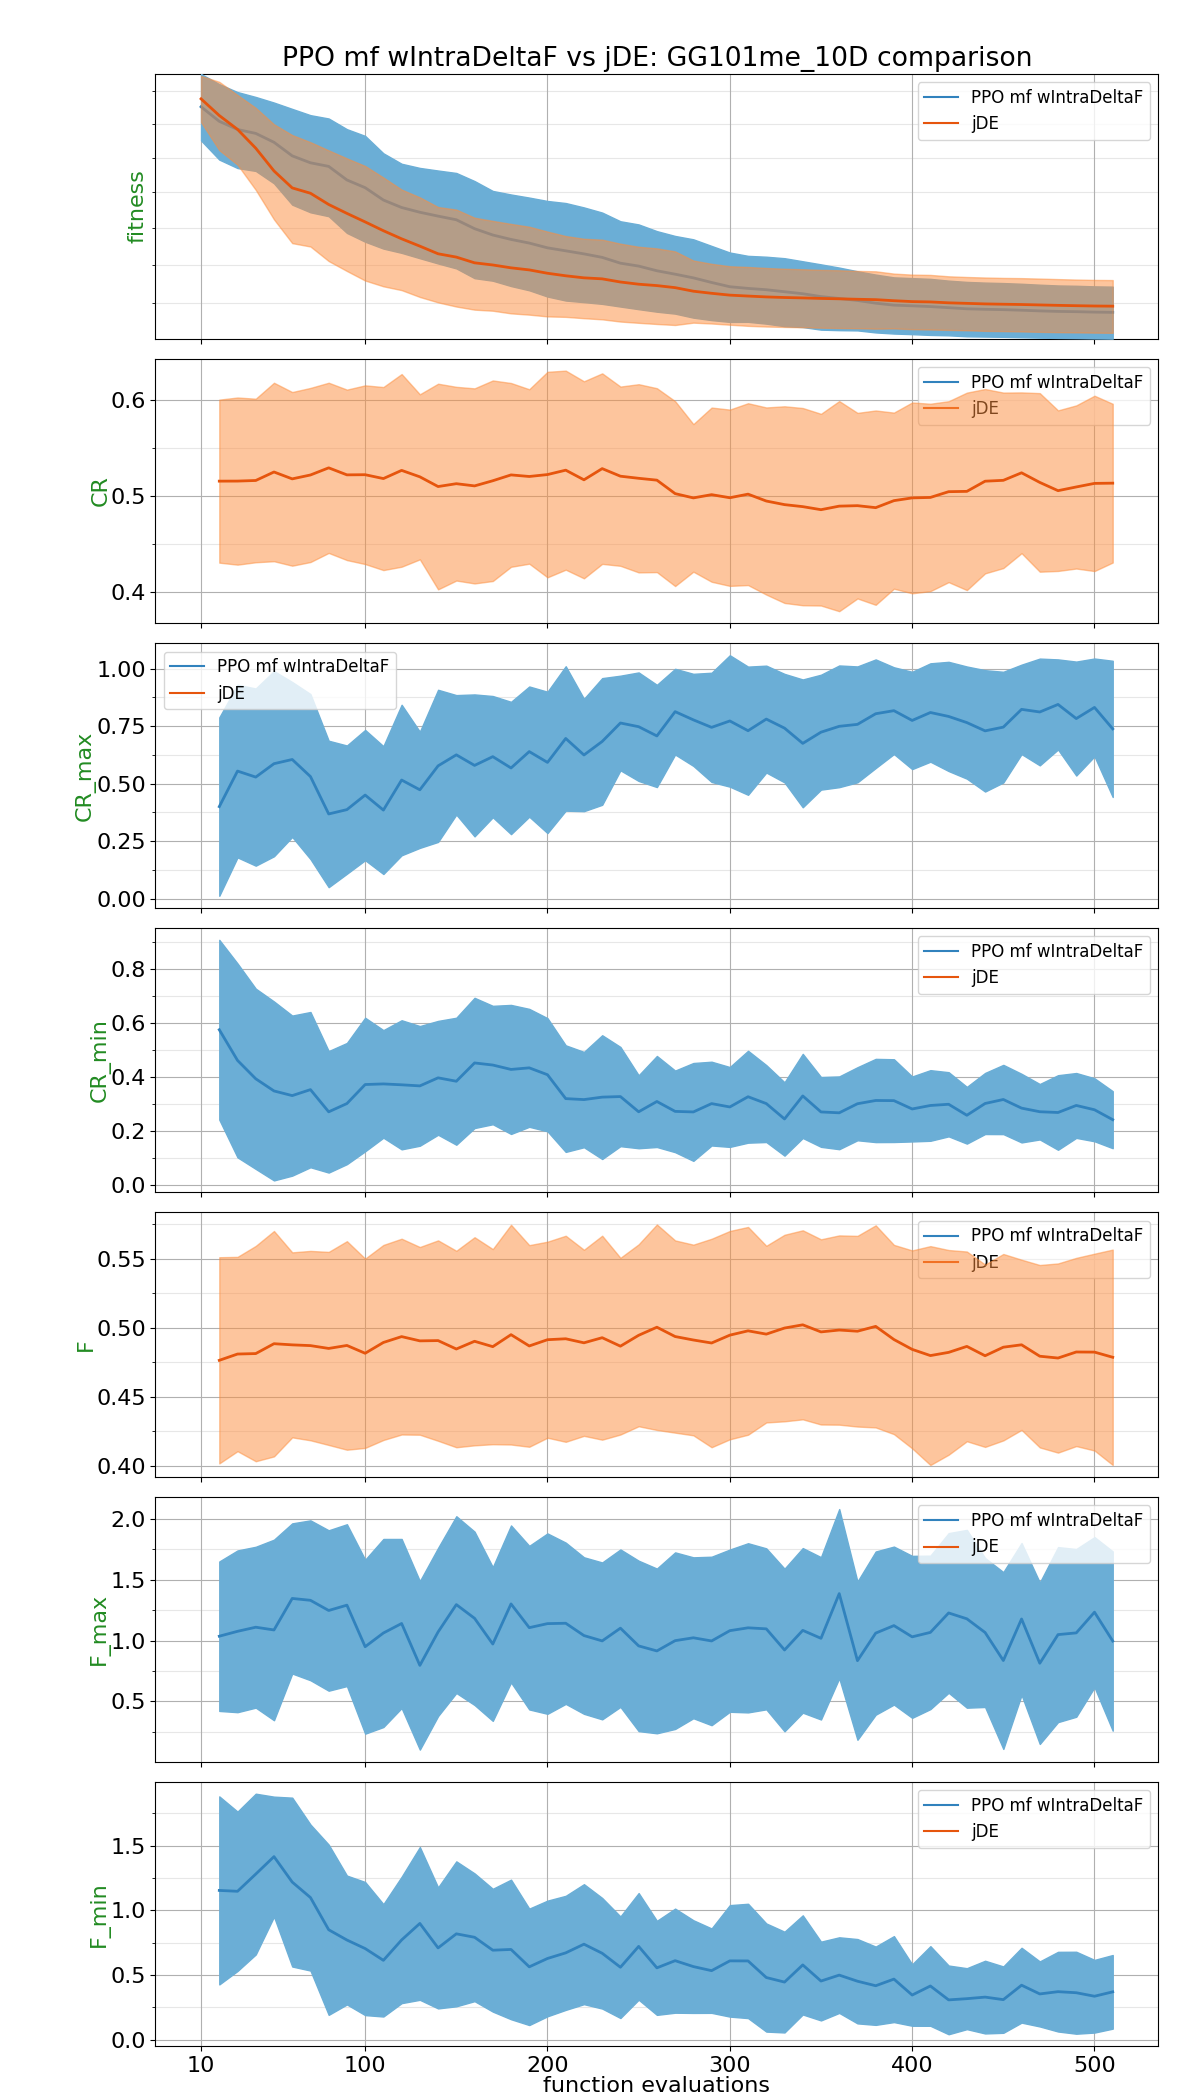 PPO mf wIntraDeltaF vs jDE: GG101me_10D comparison
fitness
PPO mf wIntraDeltaF
jDE
CR
0.6
0.5
0.4
PPO mf wIntraDeltaF
jDE
CR_max
1.00
0.75
0.50
0.25
0.00
PPO mf wIntraDeltaF
jDE
CR_min
0.8
0.6
0.4
0.2
0.0
PPO mf wIntraDeltaF
jDE
F
0.55
0.50
0.45
0.40
PPO mf wIntraDeltaF
jDE
F_max
2.0
1.5
1.0
0.5
PPO mf wIntraDeltaF
jDE
F_min
1.5
1.0
0.5
0.0
PPO mf wIntraDeltaF
jDE
10 100 200 300 400 500
function evaluations